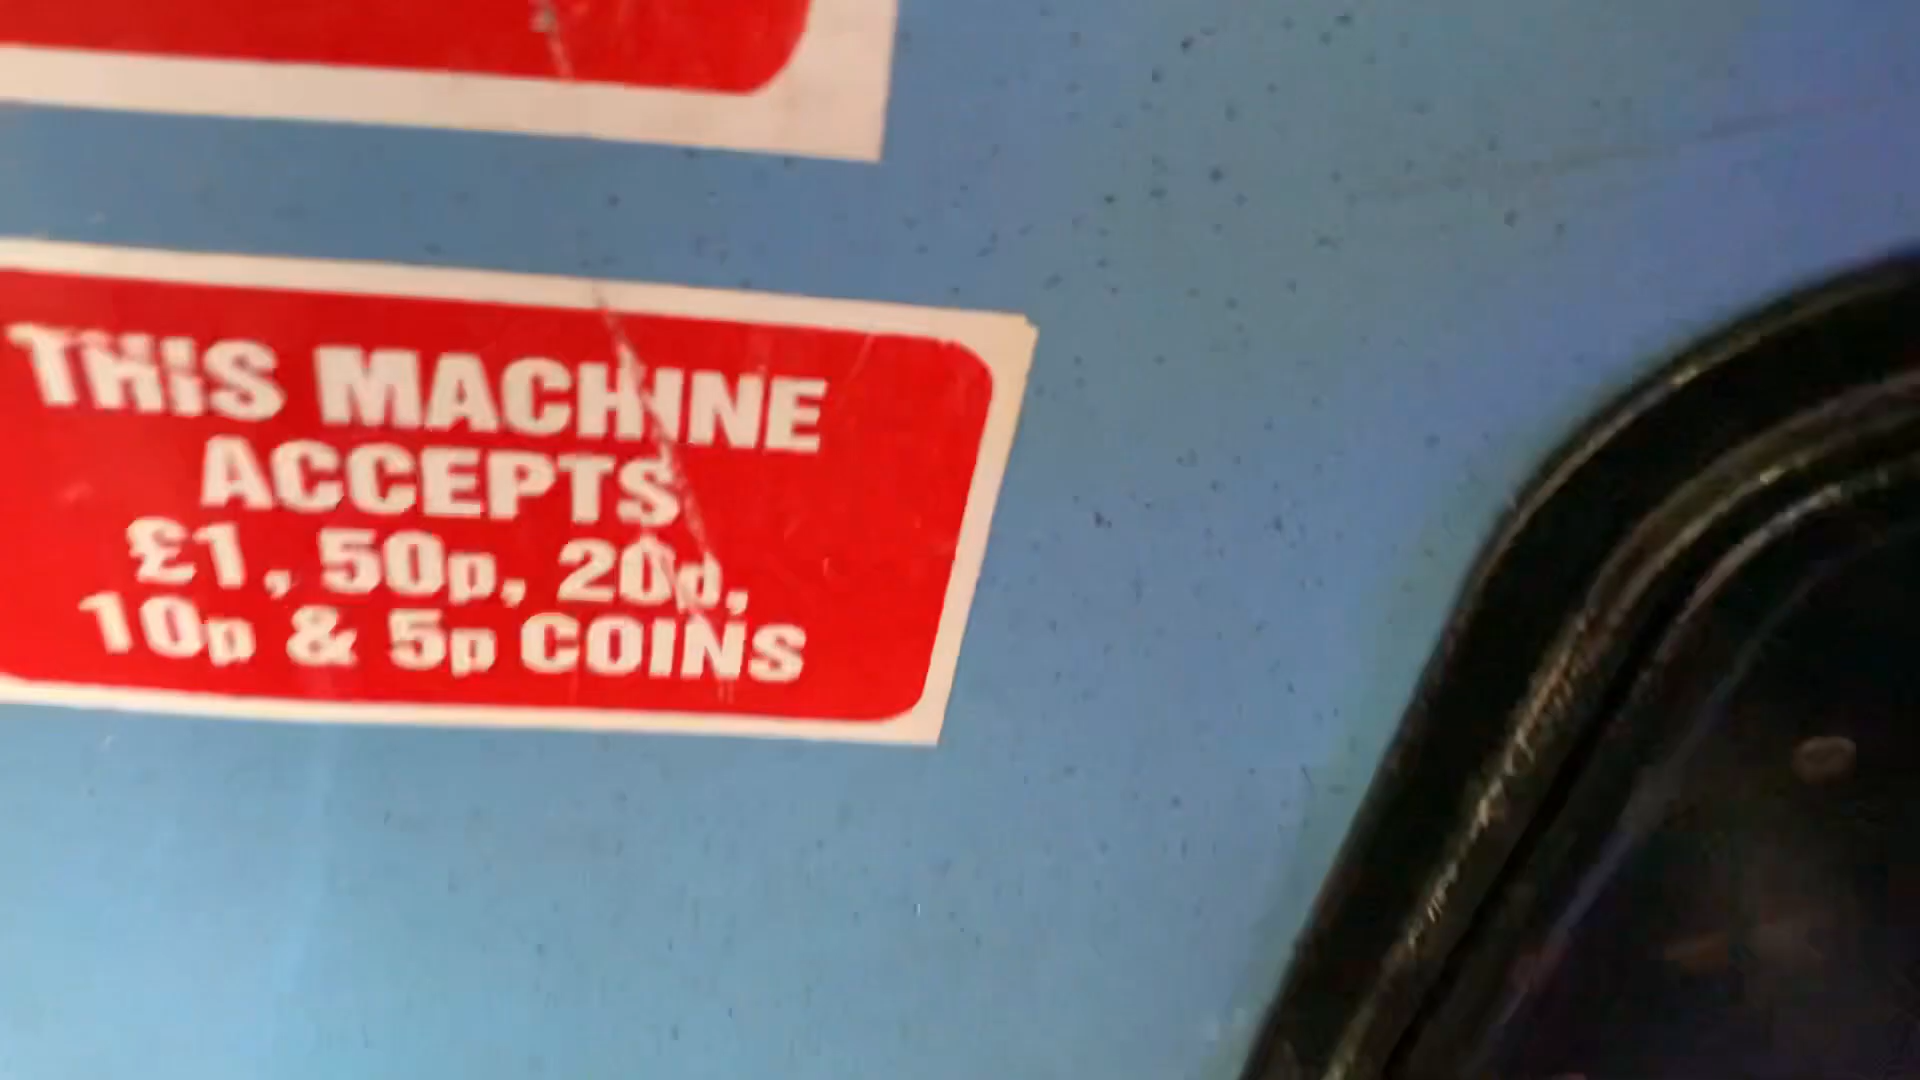 THIS MACHINE
ACCEPTS
£1, 50p, 20p,
10p & 5p COINS